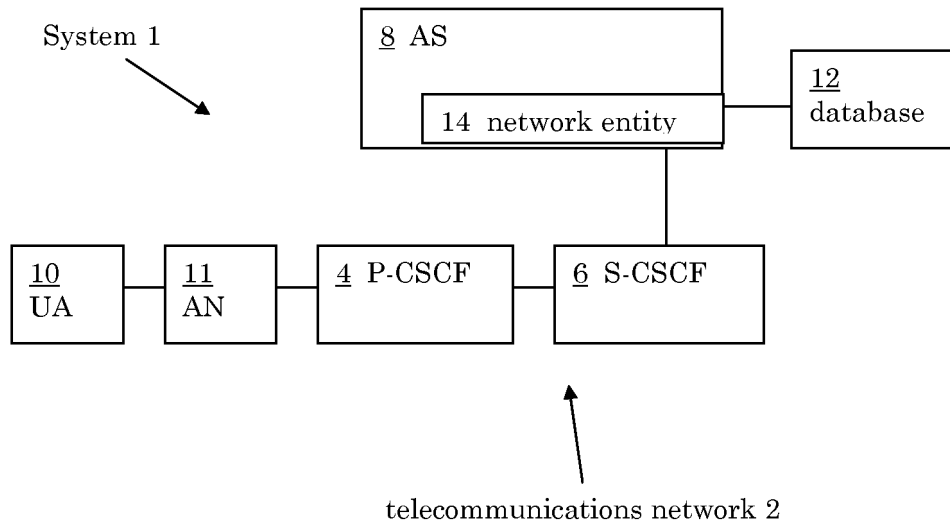 System 1
8 AS
14 network entity
12
database
10
UA
11
AN
4 P-CSCF
6 S-CSCF
telecommunications network 2